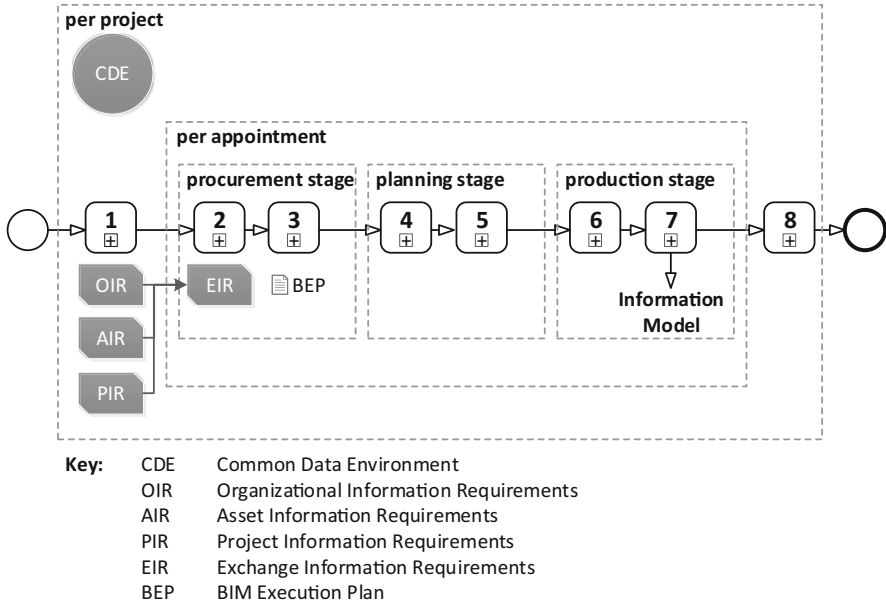 per project
CDE
per appointment
procurement stage
planning stage
production stage
1
2
3
4
5
6
7
8
OIR
EIR
BEP
Information
Model
AIR
PIR
Key:
CDE Common Data Environment
OIR Organizational Information Requirements
AIR Asset Information Requirements
PIR Project Information Requirements
EIR Exchange Information Requirements
BEP BIM Execution Plan